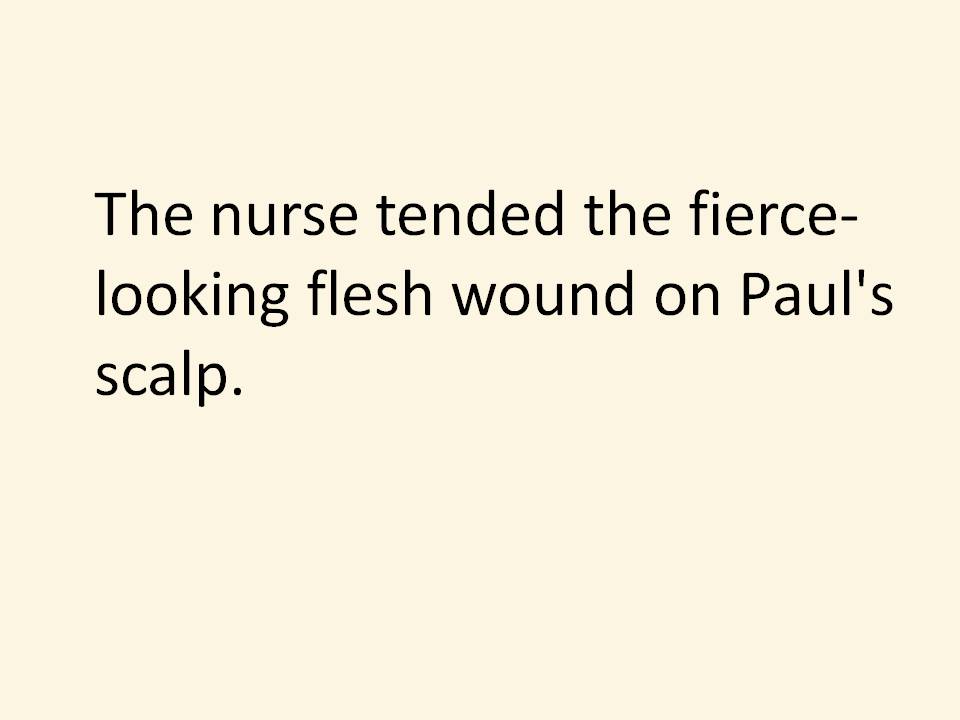 The nurse tended the fierce-
looking flesh wound on Paul's
scalp.